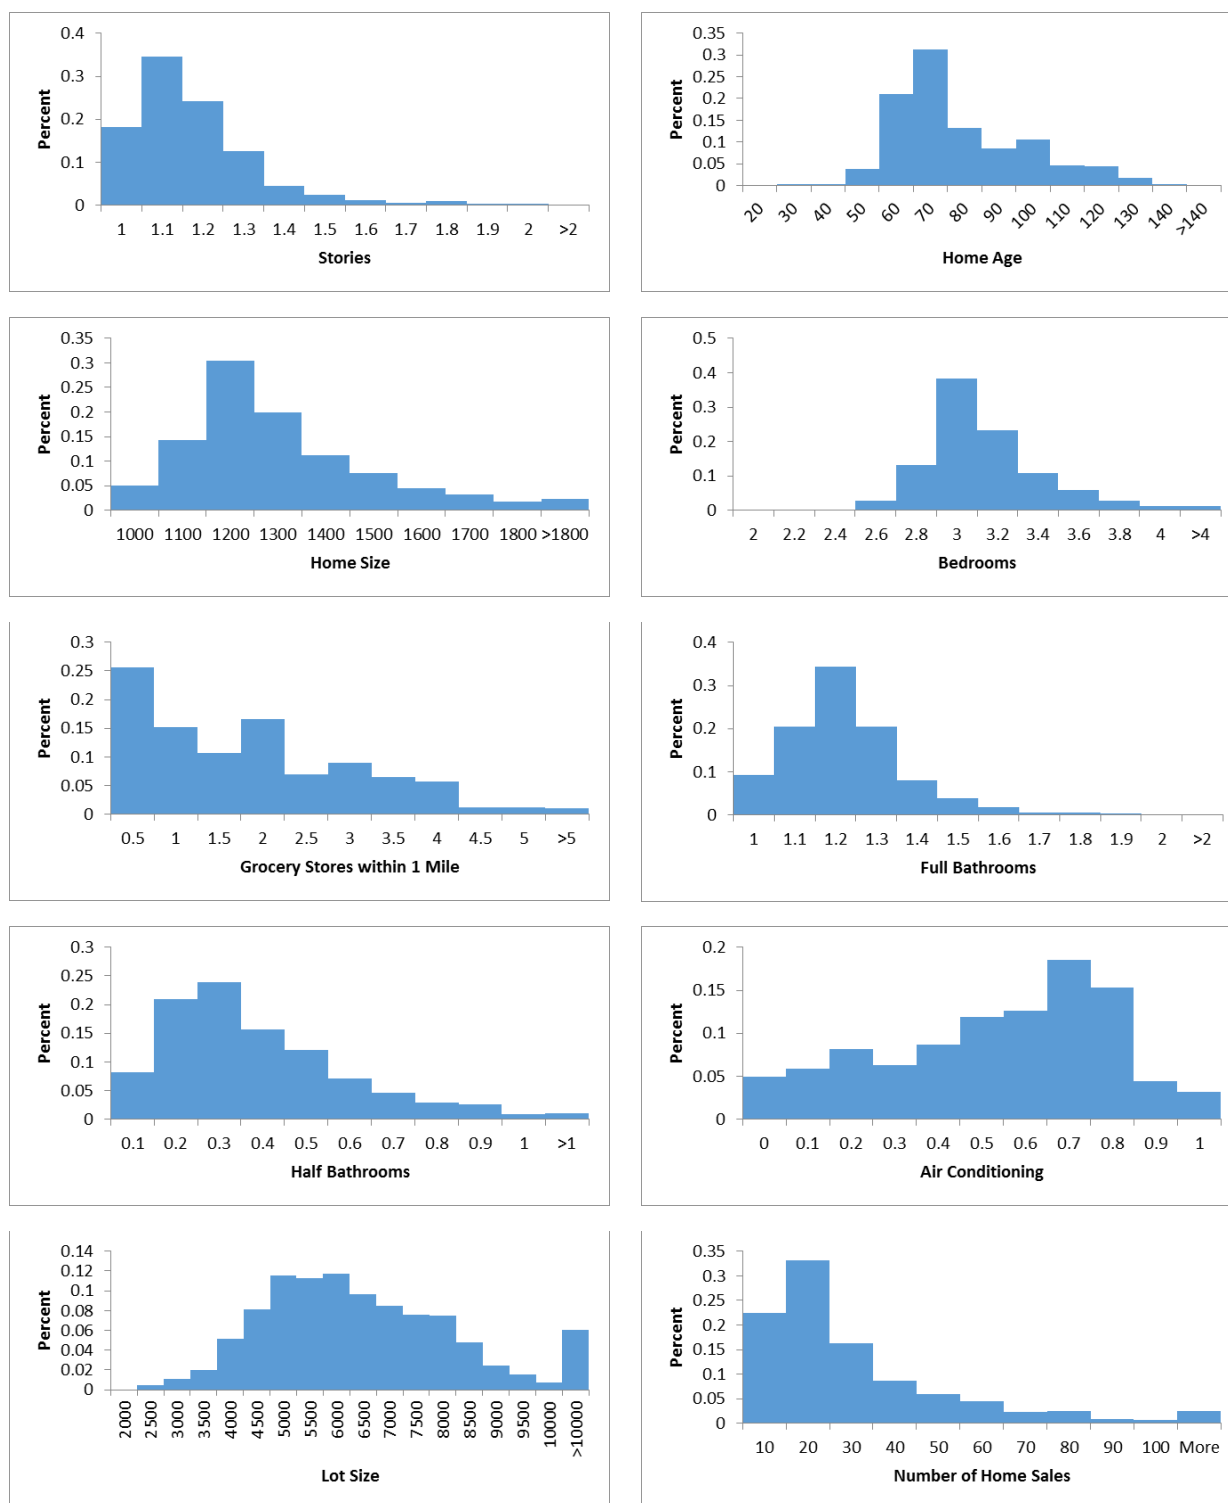 0.4
0.3
0.2
0.1
0
Percent
1 1.1 1.2 1.3 1.4 1.5 1.6 1.7 1.8 1.9 2 >2
Stories
0.35
0.3
0.25
0.2
0.15
0.1
0.05
0
Percent
20 30 40 50 60 70 80 90 100 110 120 130 140 >140
Home Age
0.35
0.3
0.25
0.2
0.15
0.1
0.05
0
Percent
1000 1100 1200 1300 1400 1500 1600 1700 1800 >1800
Home Size
0.5
0.4
0.3
0.2
0.1
0
Percent
2 2.2 2.4 2.6 2.8 3 3.2 3.4 3.6 3.8 4 >4
Bedrooms
0.3
0.25
0.2
0.15
0.1
0.05
0
Percent
0.5 1 1.5 2 2.5 3 3.5 4 4.5 5 >5
Grocery Stores within 1 Mile
0.4
0.3
0.2
0.1
0
Percent
1 1.1 1.2 1.3 1.4 1.5 1.6 1.7 1.8 1.9 2 >2
Full Bathrooms
0.3
0.25
0.2
0.15
0.1
0.05
0
Percent
0.1 0.2 0.3 0.4 0.5 0.6 0.7 0.8 0.9 1 >1
Half Bathrooms
0.2
0.15
0.1
0.05
0
Percent
0 0.1 0.2 0.3 0.4 0.5 0.6 0.7 0.8 0.9 1
Air Conditioning
0.14
0.12
0.1
0.08
0.06
0.04
0.02
0
Percent
2000 2500 3000 3500 4000 4500 5000 5500 6000 6500 7000 7500 8000 8500 9000 9500 10000 >10000
Lot Size
0.35
0.3
0.25
0.2
0.15
0.1
0.05
0
Percent
10 20 30 40 50 60 70 80 90 100 More
Number of Home Sales